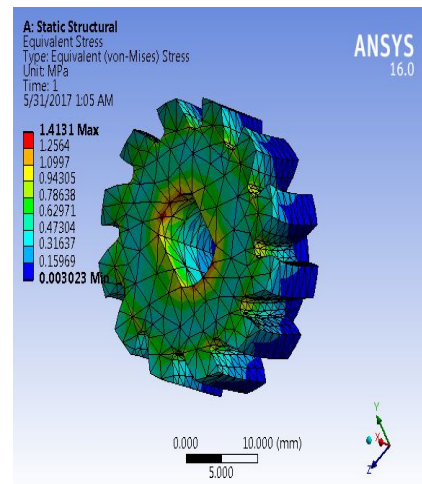 A: Static Structural
Equivalent Stress
Type: Equivalent (von-Mises) Stress
Unit: MPa
Time: 1
5/31/2017 1:05 AM
ANSYS
16.0
1.4131 Max
1.2564
1.0997
0.94305
0.78638
0.62971
0.47304
0.31637
0.15969
0.003023 Min
0.000 10.000 (mm)
5.000
Y
X
Z